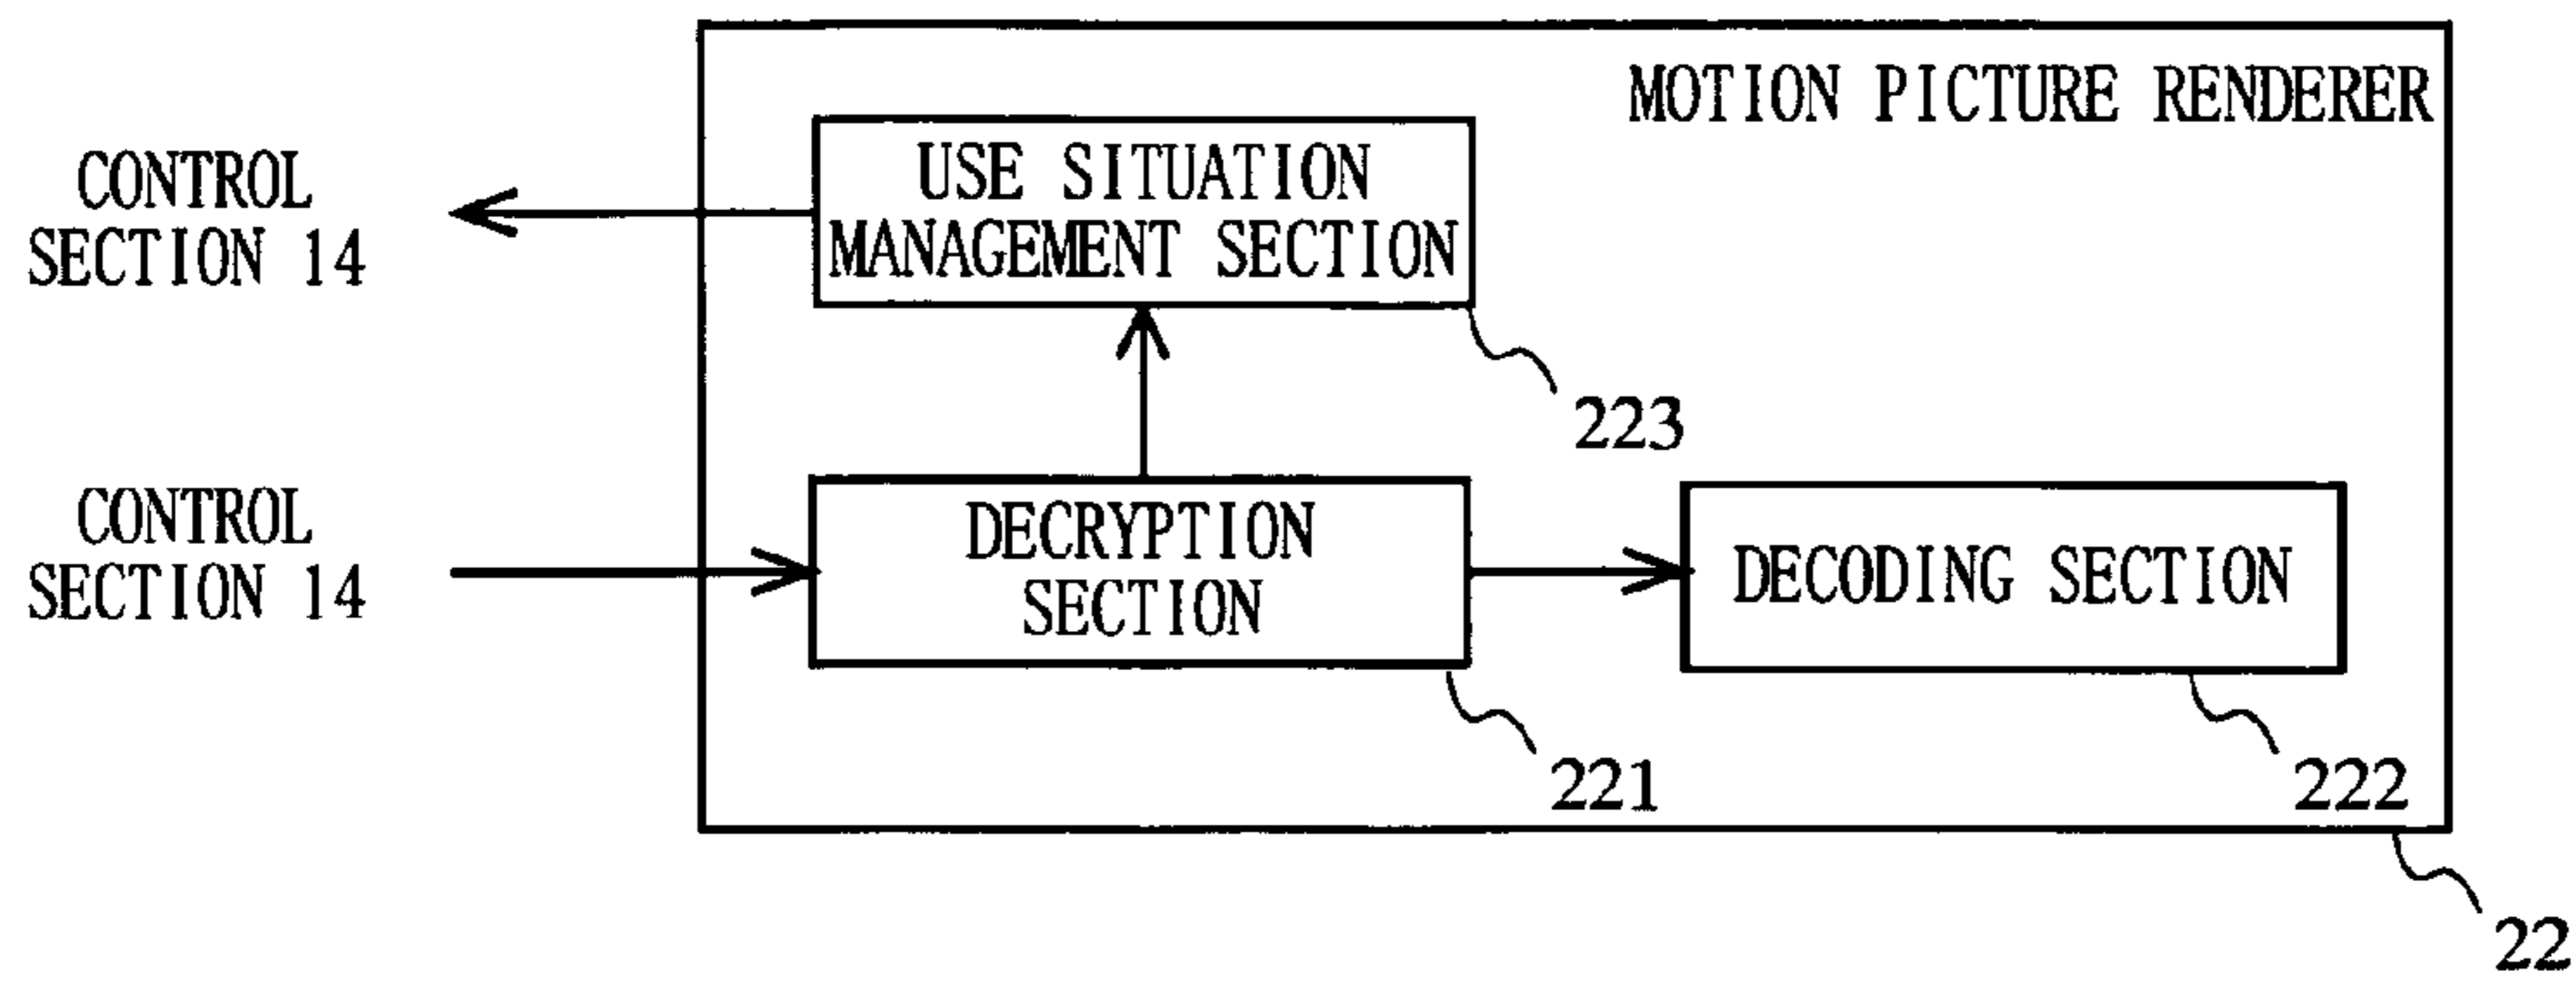 MOTION PICTURE RENDERER
CONTROL
SECTION 14
USE SITUATION
MANAGEMENT SECTION
223
CONTROL
SECTION 14
DECRYPTION
SECTION
DECODING SECTION
221
222
22